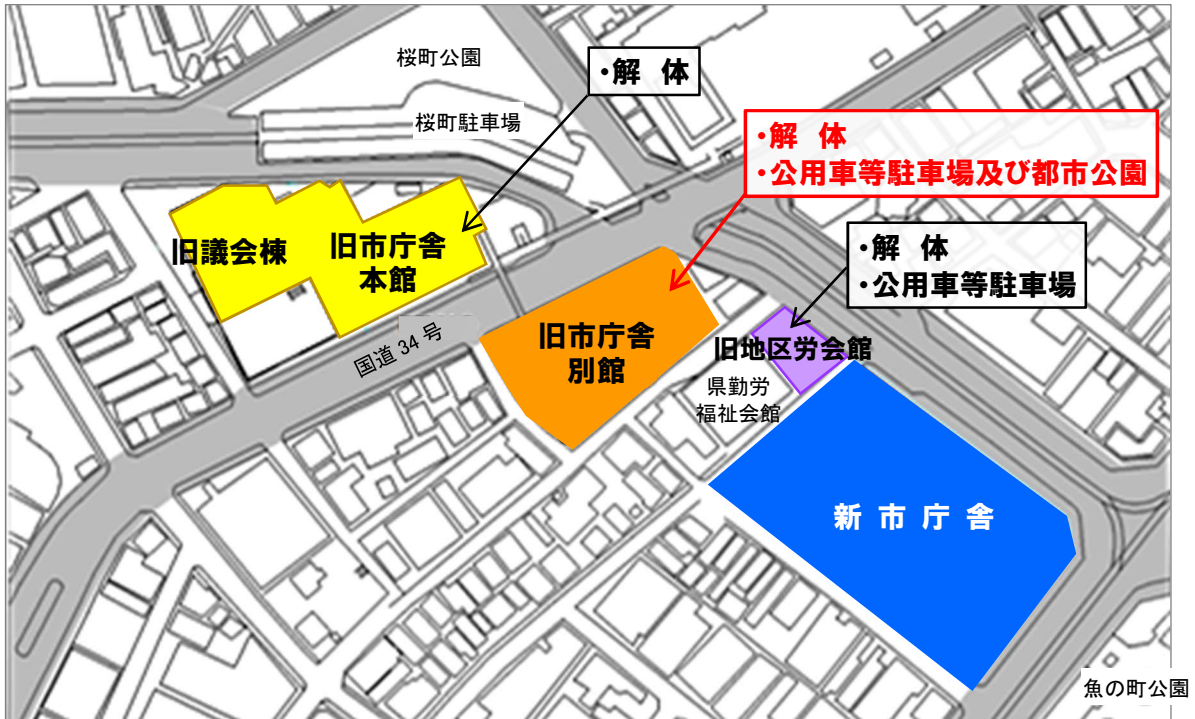 桜町公園
・解 体
桜町駐車場
・解 体
・公用車等駐車場及び都市公園
・解 体
・公用車等駐車場
旧議会棟
旧市庁舎
本館
国道34号
旧市庁舎
別館
旧地区労会館
県勤労
福祉会館
新市庁舎
魚の町公園